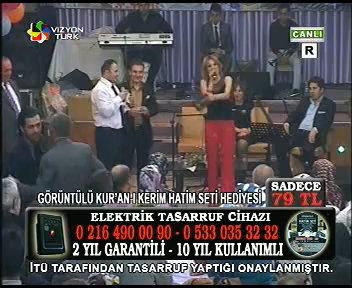 VIZYON
TÜRK
CANLI
R
GÖRÜNTÜLÜ KUR'AN-I KERİM HATİM SETİ HEDİYESİ
SADECE
79 TL
ELEKTRİK TASARRUF CİHAZI
0 216 490 00 90 - 0 533 035 32 32
2 YIL GARANTİLİ - 10 YIL KULLANIMLI
İTÜ TARAFINDAN TASARRUF YAPTIĞI ONAYLANMIŞTIR.